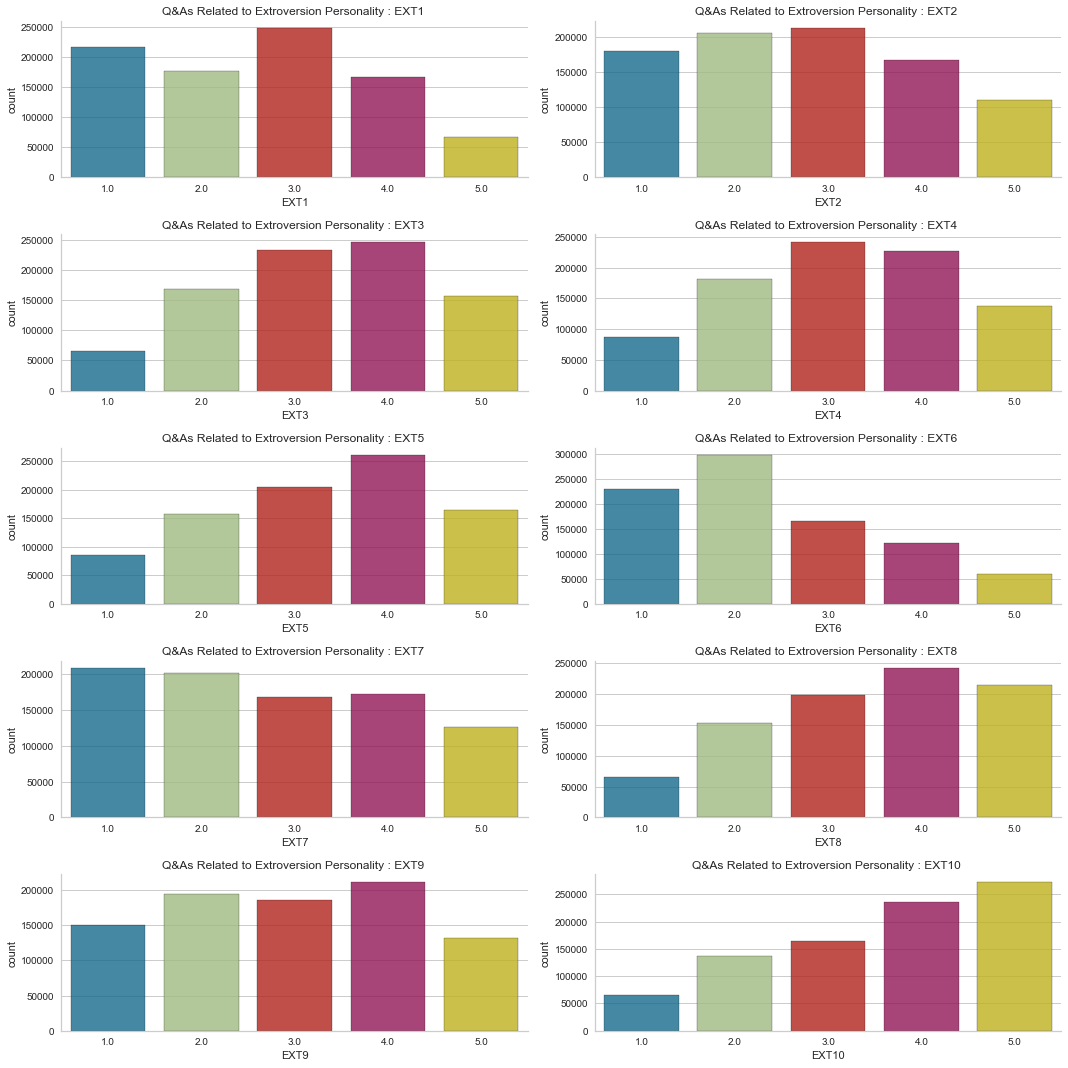 Q&As Related to Extroversion Personality : EXT1
250000
200000
150000
100000
50000
0
count
1.0 2.0 3.0 4.0 5.0
EXT1
Q&As Related to Extroversion Personality : EXT2
200000
150000
100000
50000
0
count
1.0 2.0 3.0 4.0 5.0
EXT2
Q&As Related to Extroversion Personality : EXT3
250000
200000
150000
100000
50000
0
count
1.0 2.0 3.0 4.0 5.0
EXT3
Q&As Related to Extroversion Personality : EXT4
250000
200000
150000
100000
50000
0
count
1.0 2.0 3.0 4.0 5.0
EXT4
Q&As Related to Extroversion Personality : EXT5
250000
200000
150000
100000
50000
0
count
1.0 2.0 3.0 4.0 5.0
EXT5
Q&As Related to Extroversion Personality : EXT6
300000
250000
200000
150000
100000
50000
0
count
1.0 2.0 3.0 4.0 5.0
EXT6
Q&As Related to Extroversion Personality : EXT7
200000
150000
100000
50000
0
count
1.0 2.0 3.0 4.0 5.0
EXT7
Q&As Related to Extroversion Personality : EXT8
250000
200000
150000
100000
50000
0
count
1.0 2.0 3.0 4.0 5.0
EXT8
Q&As Related to Extroversion Personality : EXT9
200000
150000
100000
50000
0
count
1.0 2.0 3.0 4.0 5.0
EXT9
Q&As Related to Extroversion Personality : EXT10
250000
200000
150000
100000
50000
0
count
1.0 2.0 3.0 4.0 5.0
EXT10